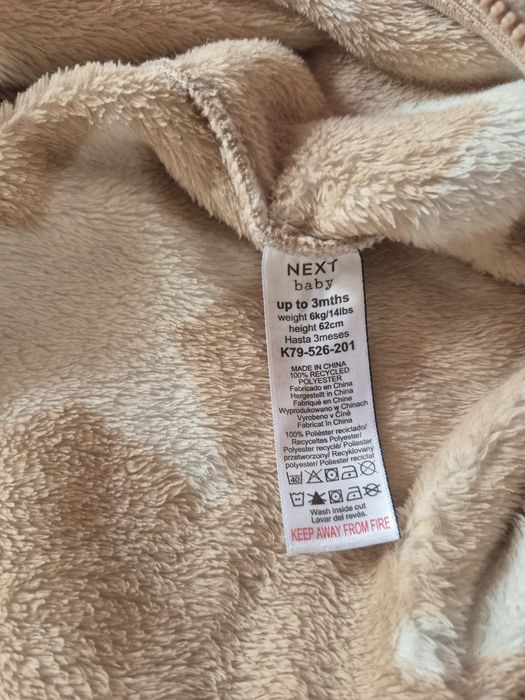 NEXT
baby
up to 3mths
weight 6kg/14lbs
height 62cm
Hasta 3meses
K79-526-201
MADE IN CHINA
100% RECYCLED
POLYESTER
Fabricado en China
Hergestellt in China
Fabriqué en Chine
Wyprodukowano w Chinach
Vyrobeno v Číně
Fabricat în China
100% Poliéster reciclado/
Recyceltes Polyester/
Polyester recyclé/ Poliester
przetworzony/ Recyklovaný
polyester/ Poliester reciclat
40
Wash inside out
Lavar del revés.
KEEP AWAY FROM FIRE